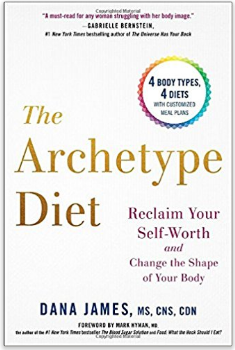 "A must-read for any woman struggling with her body image."
— GABRIELLE BERNSTEIN,
#1 New York Times bestselling author of The Universe Has Your Back
4 BODY TYPES,
4 DIETS
WITH CUSTOMIZED
MEAL PLANS
The
Archetype
Diet
Reclaim Your
Self-Worth
and
Change the Shape
of Your Body
DANA JAMES, MS, CNS, CDN
FOREWORD BY MARK HYMAN, MD,
the author of the #1 New York Times bestsellers The Blood Sugar Solution and Food: What the Heck Should I Eat?